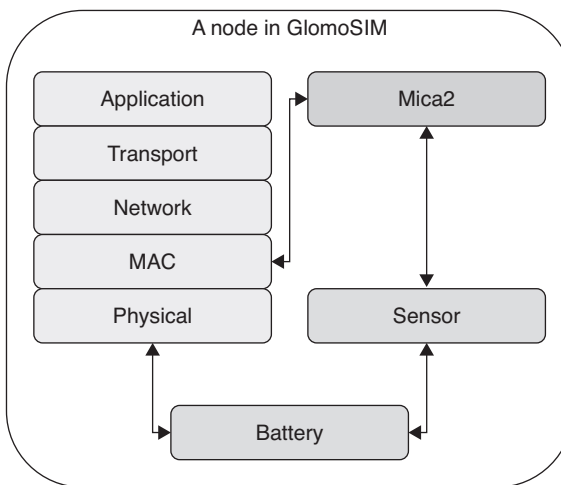 A node in GlomoSIM
Application
Transport
Network
MAC
Physical
Mica2
Sensor
Battery